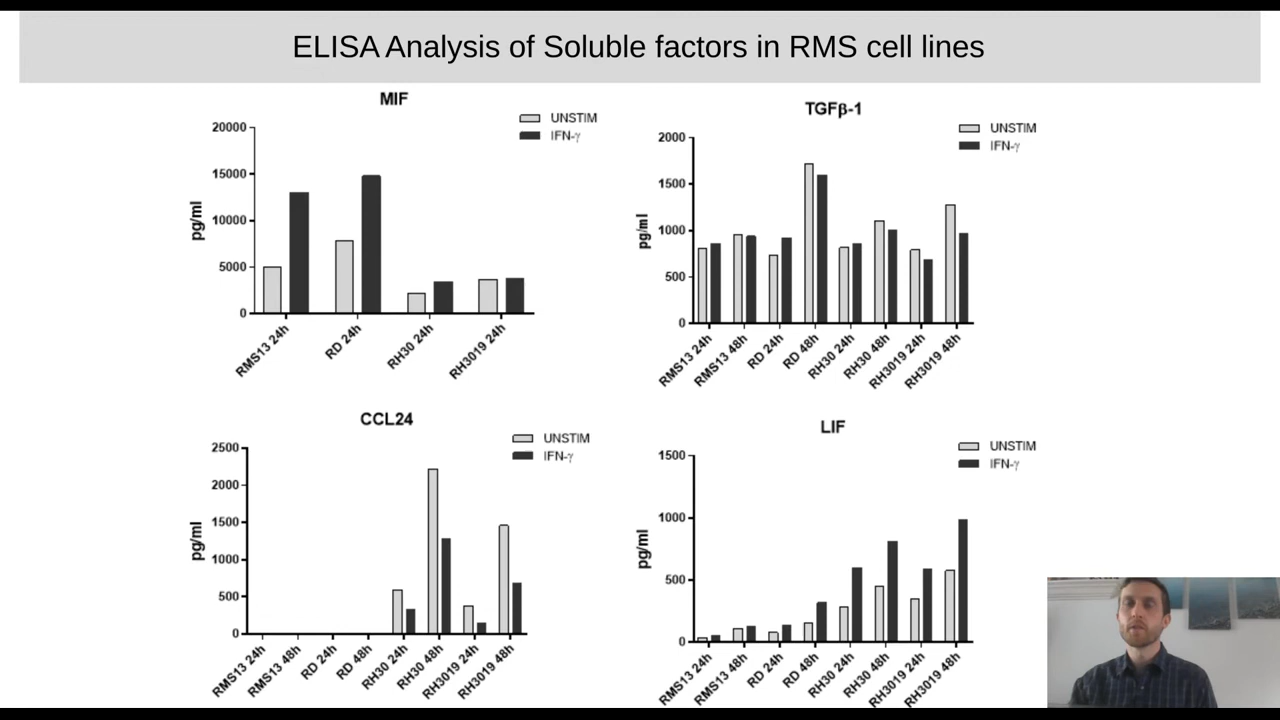 ELISA Analysis of Soluble factors in RMS cell lines
MIF
UNSTIM
IFN-γ
pg/ml
20000
15000
10000
5000
0
RMS13 24h
RD 24h
RH30 24h
RH3019 24h
TGFβ-1
UNSTIM
IFN-γ
pg/ml
2000
1500
1000
500
0
RMS13 24h
RMS13 48h
RD 24h
RD 48h
RH30 24h
RH30 48h
RH3019 24h
RH3019 48h
CCL24
UNSTIM
IFN-γ
pg/ml
2500
2000
1500
1000
500
0
RMS13 24h
RMS13 48h
RD 24h
RD 48h
RH30 24h
RH30 48h
RH3019 24h
RH3019 48h
LIF
UNSTIM
IFN-γ
pg/ml
1500
1000
500
0
RMS13 24h
RMS13 48h
RD 24h
RD 48h
RH30 24h
RH30 48h
RH3019 24h
RH3019 48h